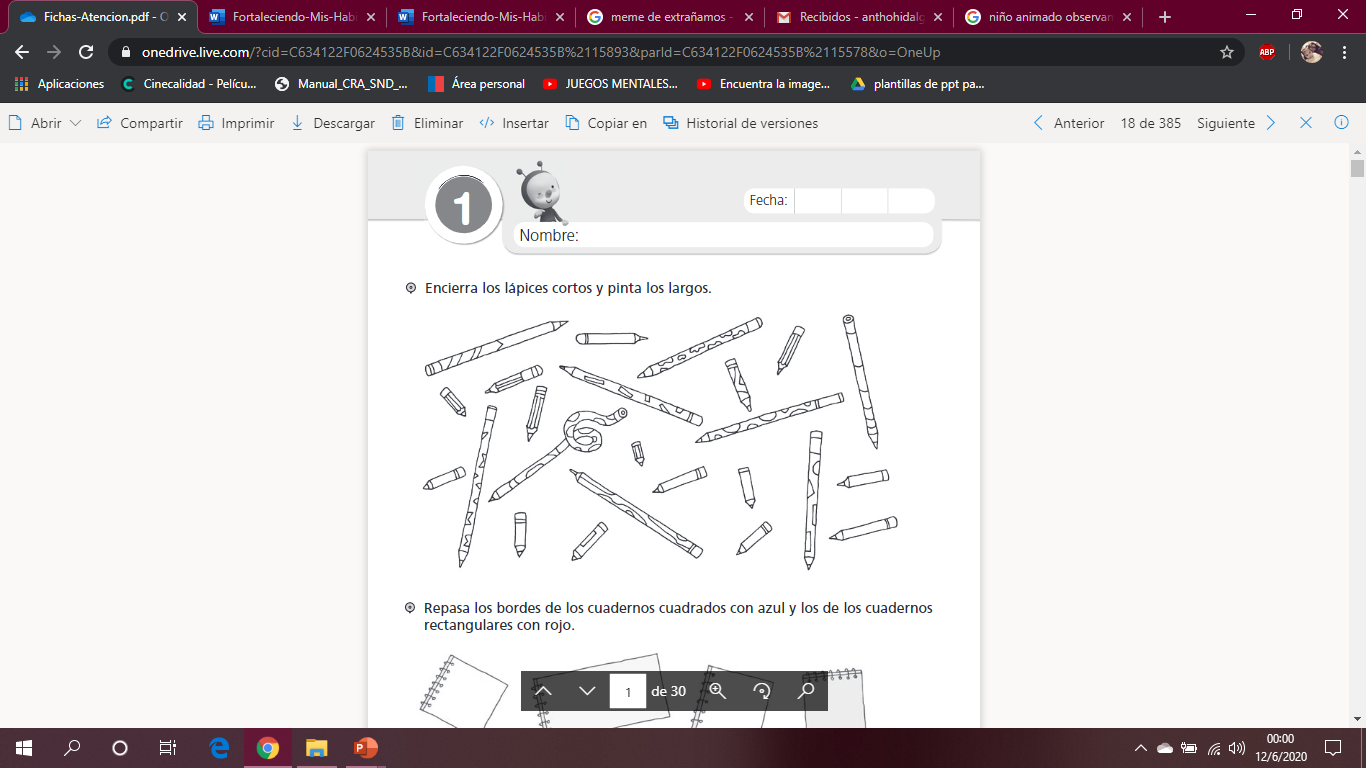 Fichas-Atencion.pdf - O
Fortaleciendo-Mis-Hab
Fortaleciendo-Mis-Hab
meme de extrañamos -
Recibidos - anthohidalg
niño animado observan
onedrive.live.com/?cid=C634122F0624535B&id=C634122F0624535B%2115893&parId=C634122F0624535B%2115578&o=OneUp
ABP
Aplicaciones
Cinecalidad - Pelícu...
Manual_CRA_SND_...
Área personal
JUEGOS MENTALES...
Encuentra la image...
plantillas de ppt pa...
Abrir
Compartir
Imprimir
Descargar
Eliminar
Insertar
Copiar en
Historial de versiones
Anterior
18 de 385
Siguiente
1
Fecha:
Nombre:
Encierra los lápices cortos y pinta los largos.
Repasa los bordes de los cuadernos cuadrados con azul y los de los cuadernos
rectangulares con rojo.
1 de 30
00:00
12/6/2020